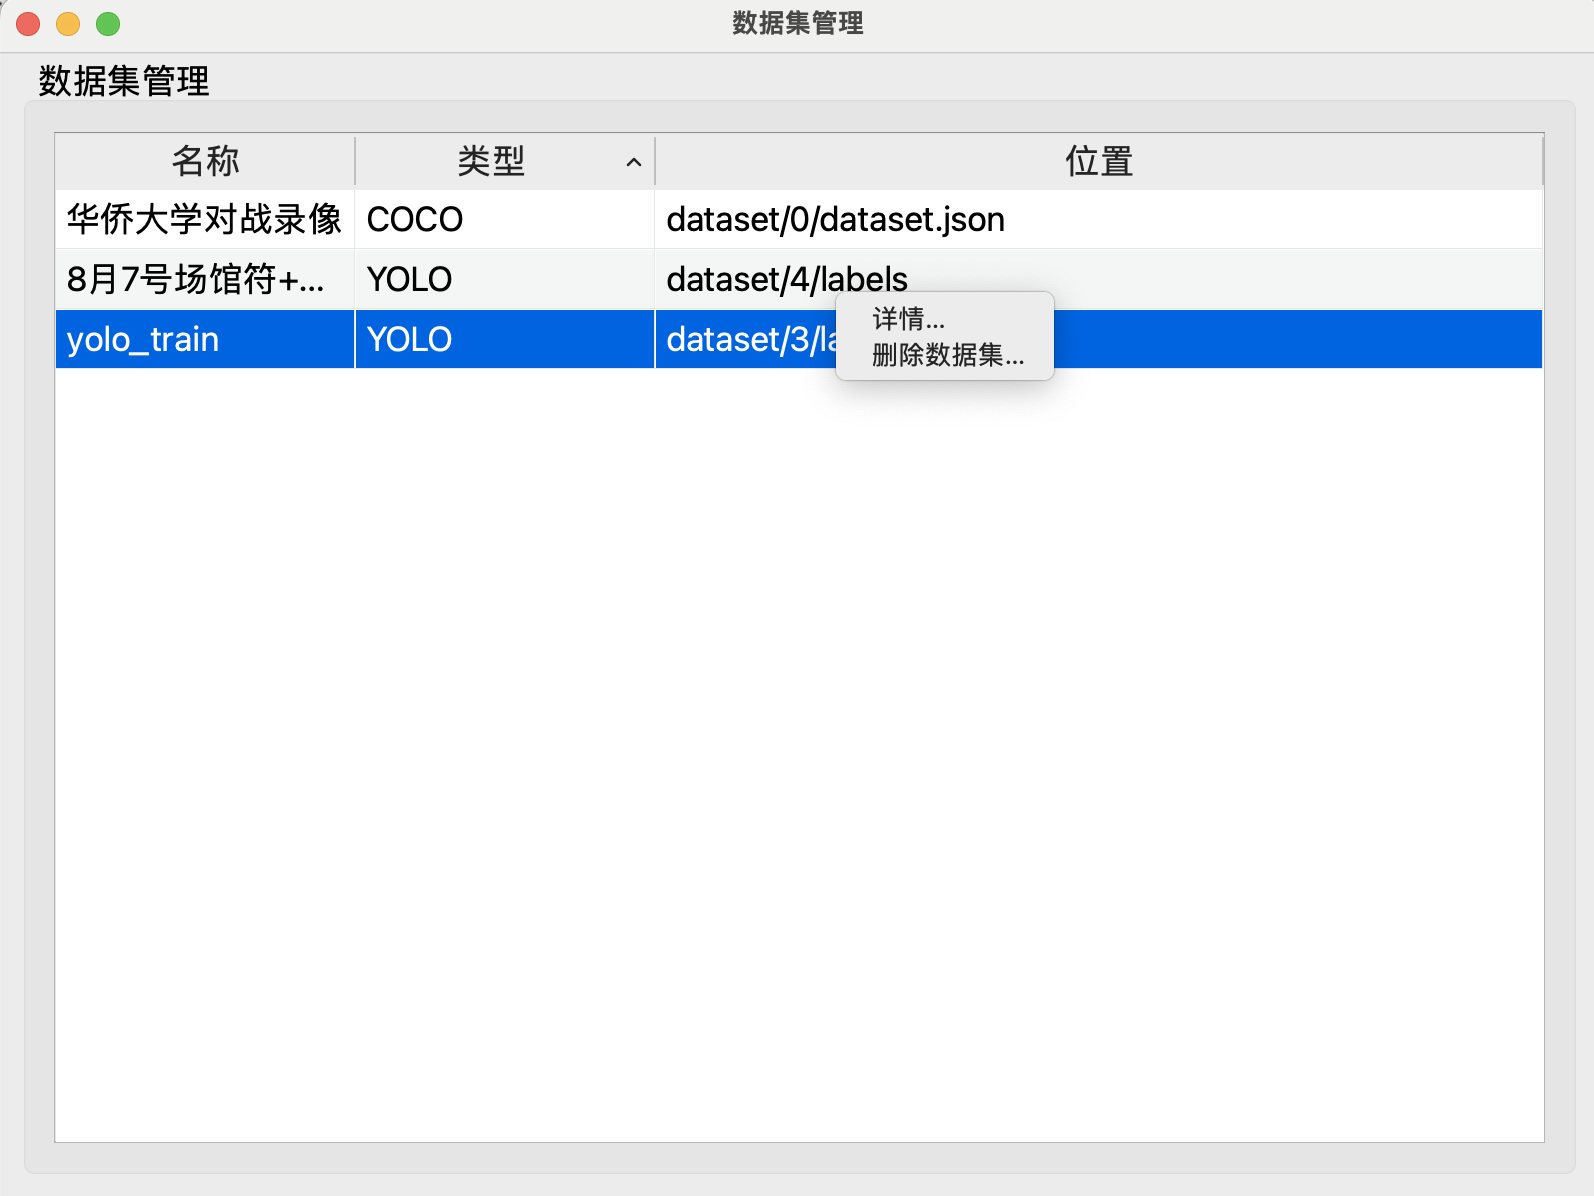 数据集管理
数据集管理
名称 类型 位置
华侨大学对战录像 COCO dataset/0/dataset.json
8月7号场馆符+... YOLO dataset/4/labels
yolo_train YOLO dataset/3/la
详情...
删除数据集...